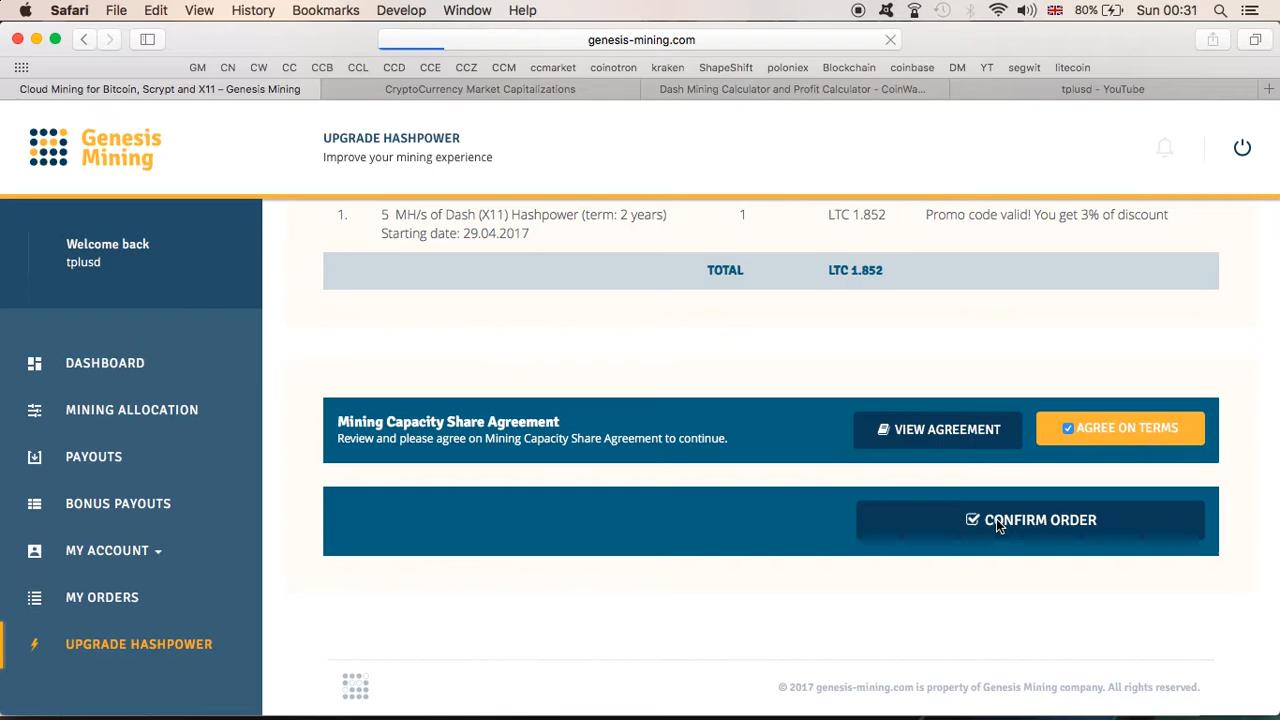 Safari File Edit View History Bookmarks Develop Window Help 80% Sun 00:31
genesis-mining.com
GM CN CW CC CCB CCL CCD CCE CCZ CCM ccmarket coinotron kraken ShapeShift poloniex Blockchain coinbase DM YT segwit litecoin
Cloud Mining for Bitcoin, Scrypt and X11 – Genesis Mining CryptoCurrency Market Capitalizations Dash Mining Calculator and Profit Calculator - CoinWa... tplusd - YouTube
Genesis
Mining
UPGRADE HASHPOWER
Improve your mining experience
1. 5 MH/s of Dash (X11) Hashpower (term: 2 years) 1 LTC 1.852 Promo code valid! You get 3% of discount
Starting date: 29.04.2017
TOTAL LTC 1.852
Welcome back
tplusd
DASHBOARD
MINING ALLOCATION
PAYOUTS
BONUS PAYOUTS
MY ACCOUNT
MY ORDERS
UPGRADE HASHPOWER
Mining Capacity Share Agreement
Review and please agree on Mining Capacity Share Agreement to continue.
VIEW AGREEMENT
AGREE ON TERMS
CONFIRM ORDER
© 2017 genesis-mining.com is property of Genesis Mining company. All rights reserved.